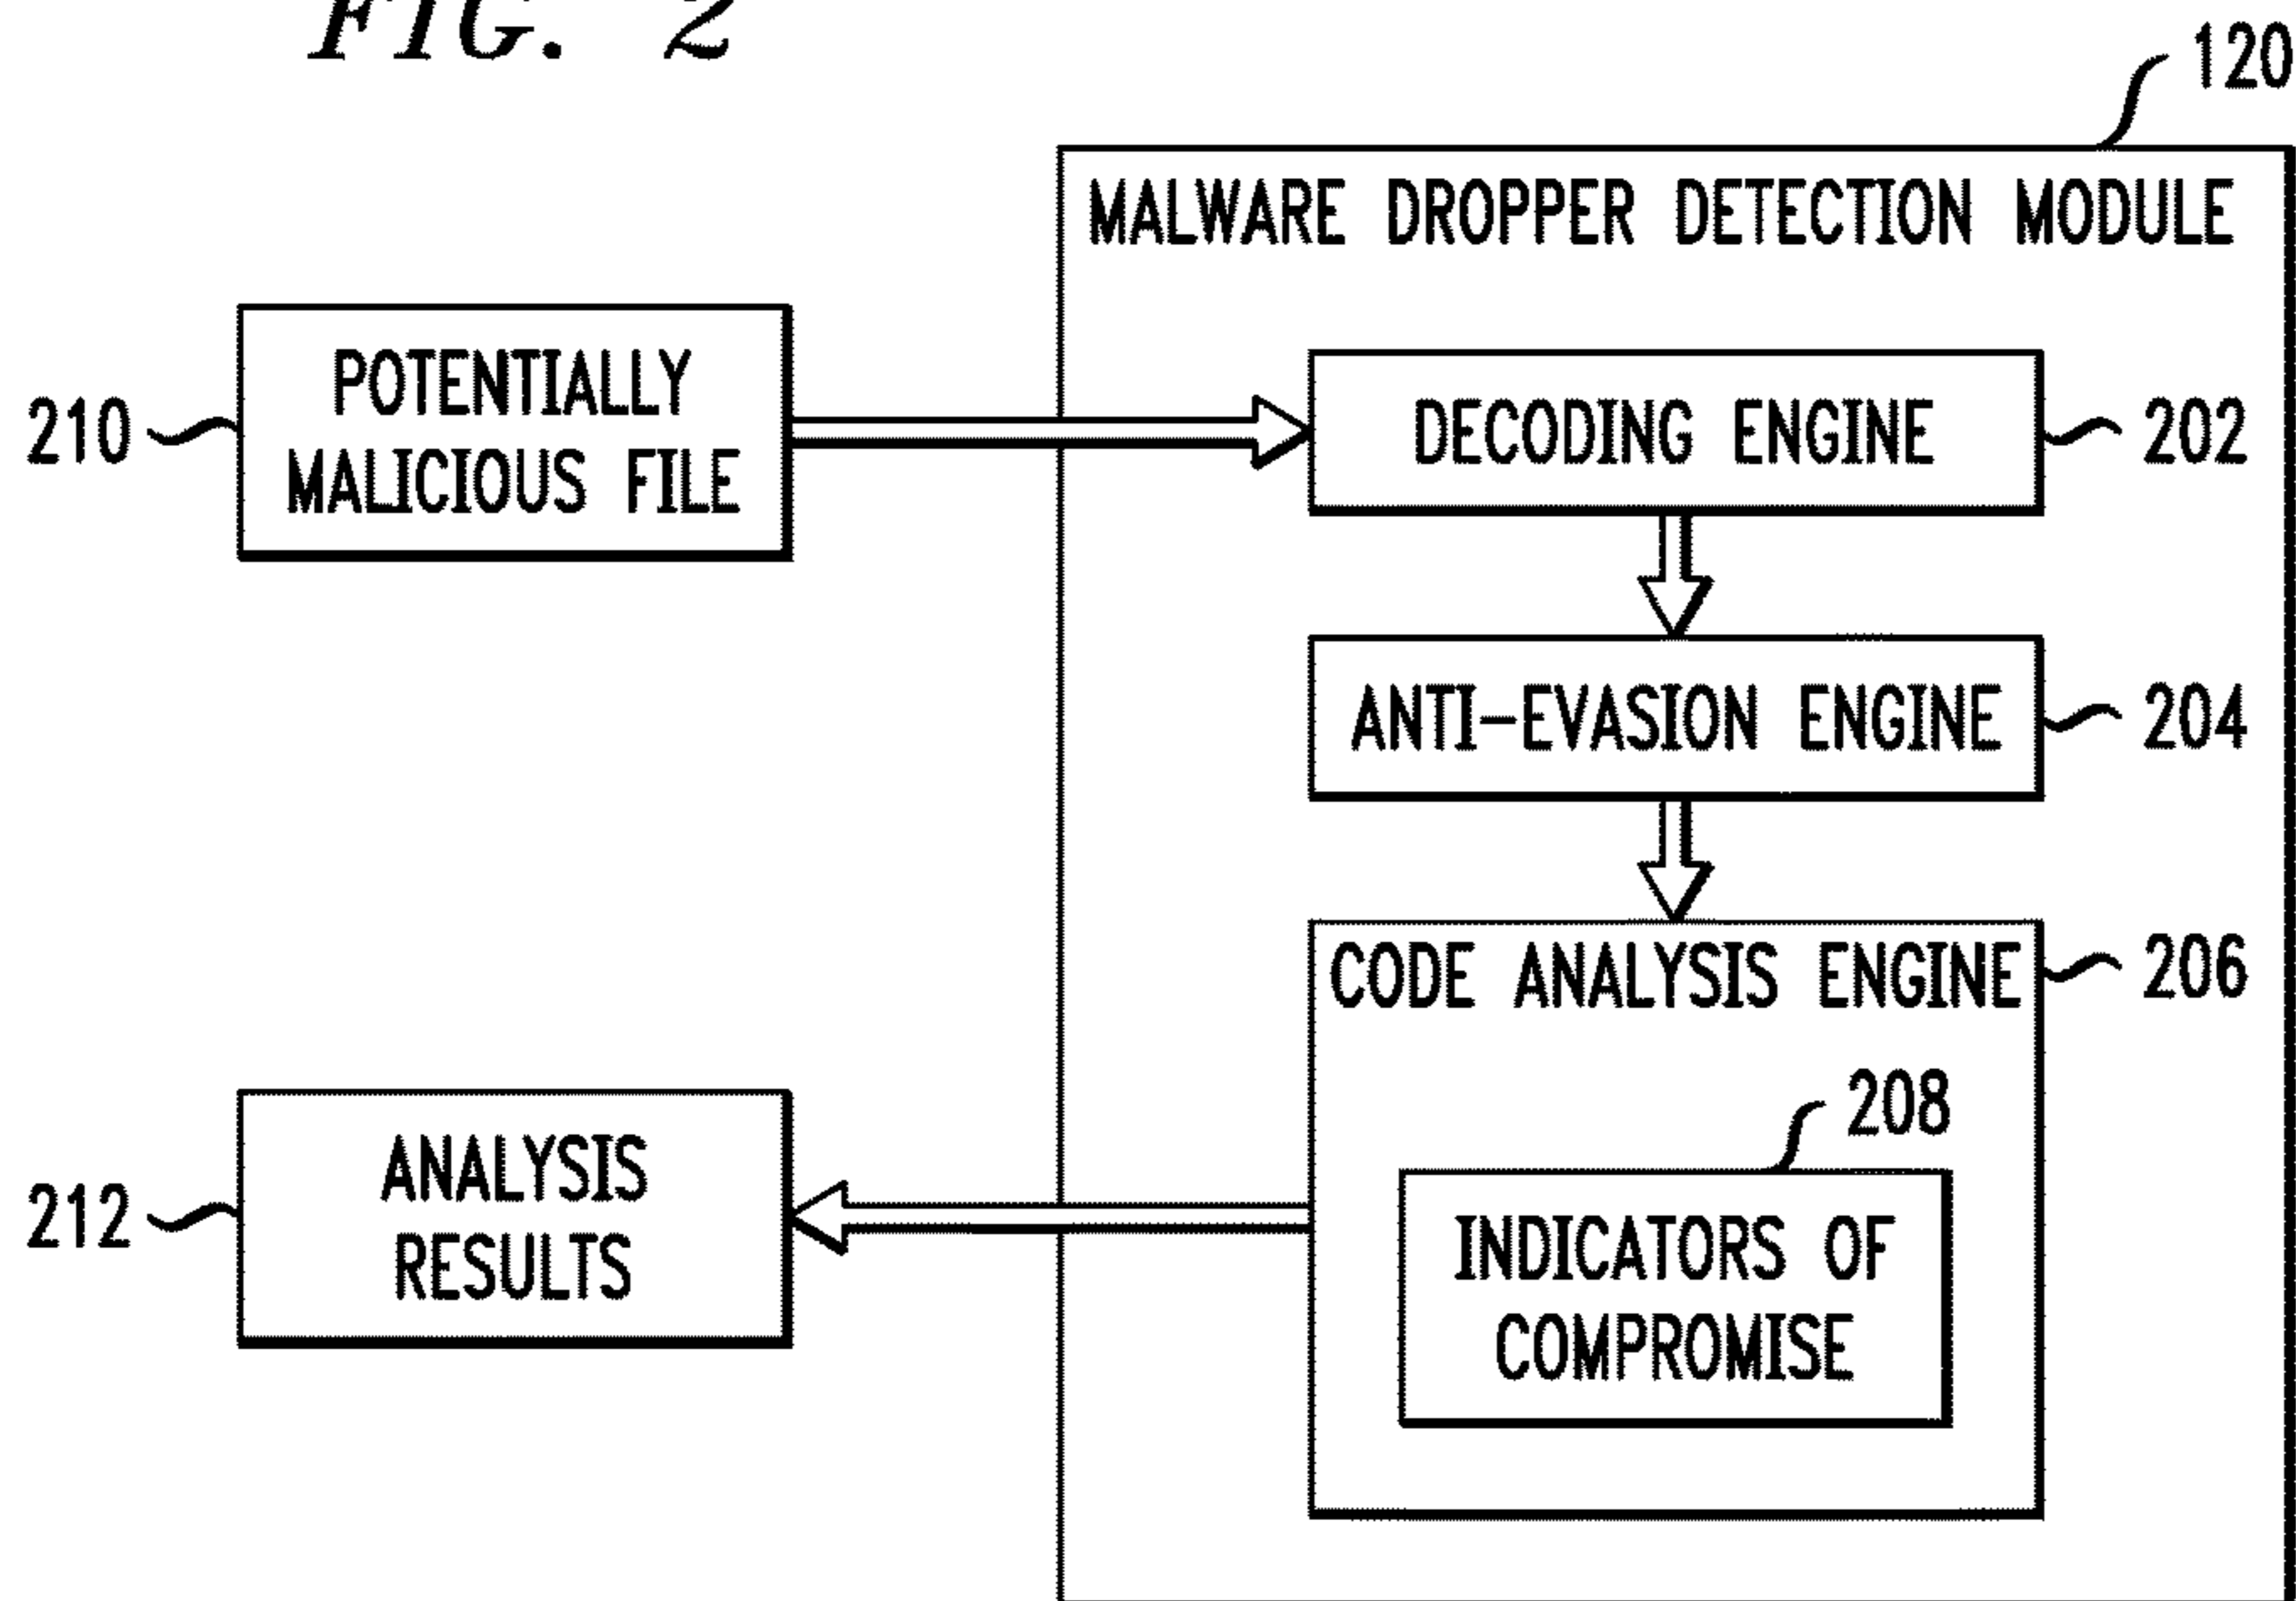 FIG. 2
120
MALWARE DROPPER DETECTION MODULE
210
POTENTIALLY
MALICIOUS FILE
DECODING ENGINE
202
ANTI-EVASION ENGINE
204
CODE ANALYSIS ENGINE
206
208
INDICATORS OF
COMPROMISE
212
ANALYSIS
RESULTS